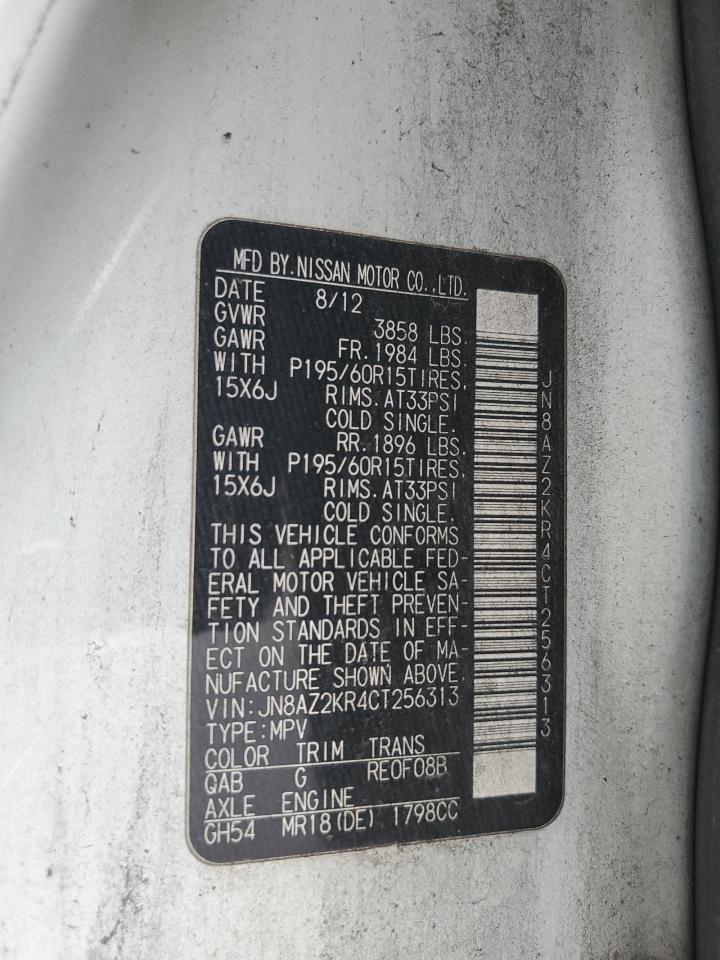 MFD BY.NISSAN MOTOR CO.,LTD.
DATE 8/12
GVWR 3858 LBS.
GAWR FR.1984 LBS.
WITH P195/60R15TIRES,
15X6J RIMS.AT33PSI
COLD SINGLE.
GAWR RR.1896 LBS.
WITH P195/60R15TIRES,
15X6J RIMS.AT33PSI
COLD SINGLE.
THIS VEHICLE CONFORMS
TO ALL APPLICABLE FED-
ERAL MOTOR VEHICLE SA-
FETY AND THEFT PREVEN-
TION STANDARDS IN EFF-
ECT ON THE DATE OF MA-
NUFACTURE SHOWN ABOVE.
VIN:JN8AZ2KR4CT256313
TYPE:MPV
COLOR TRIM TRANS
QAB G RE0F08B
AXLE ENGINE
GH54 MR18(DE) 1798CC
JN8AZ2KR4CT256313